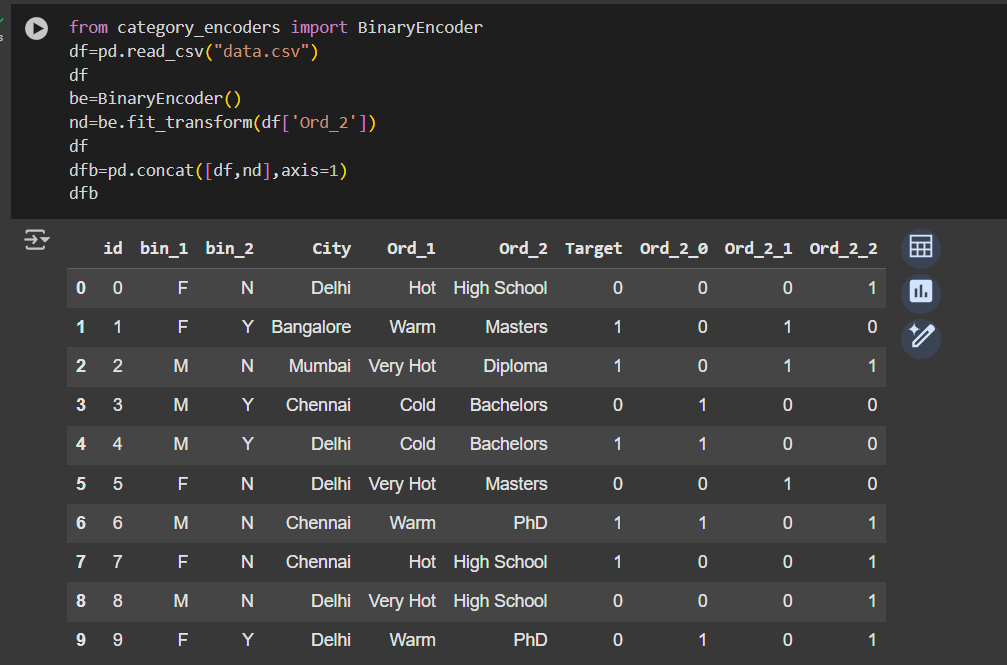 from category_encoders import BinaryEncoder
df=pd.read_csv("data.csv")
df
be=BinaryEncoder()
nd=be.fit_transform(df['Ord_2'])
df
dfb=pd.concat([df,nd],axis=1)
dfb
id bin_1 bin_2 City Ord_1 Ord_2 Target Ord_2_0 Ord_2_1 Ord_2_2
0 0 F N Delhi Hot High School 0 0 0 1
1 1 F Y Bangalore Warm Masters 1 0 1 0
2 2 M N Mumbai Very Hot Diploma 1 0 1 1
3 3 M Y Chennai Cold Bachelors 0 1 0 0
4 4 M Y Delhi Cold Bachelors 1 1 0 0
5 5 F N Delhi Very Hot Masters 0 0 1 0
6 6 M N Chennai Warm PhD 1 1 0 1
7 7 F N Chennai Hot High School 1 0 0 1
8 8 M N Delhi Very Hot High School 0 0 0 1
9 9 F Y Delhi Warm PhD 0 1 0 1